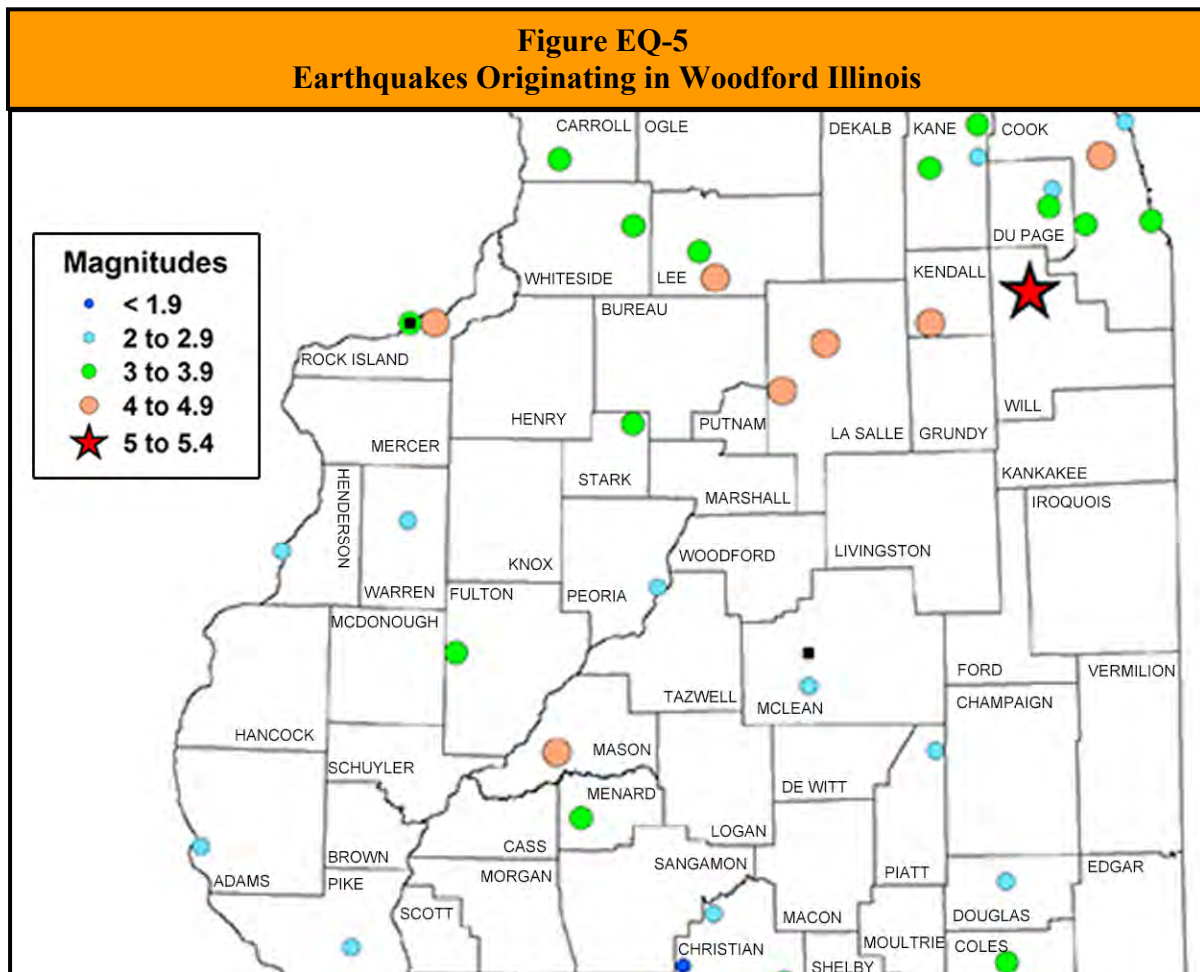 Figure EQ-5
Earthquakes Originating in Woodford Illinois
CARROLL
OGLE
DEKALB
KANE
COOK
DU PAGE
WHITESIDE
LEE
KENDALL
Magnitudes
< 1.9
2 to 2.9
3 to 3.9
4 to 4.9
5 to 5.4
BUREAU
ROCK ISLAND
HENRY
PUTNAM
LA SALLE
GRUNDY
WILL
MERCER
STARK
MARSHALL
KANKAKEE
IROQUOIS
HENDERSON
WARREN
KNOX
PEORIA
WOODFORD
LIVINGSTON
FULTON
MCDONOUGH
TAZWELL
MCLEAN
FORD
VERMILION
CHAMPAIGN
HANCOCK
SCHUYLER
MASON
DE WITT
MENARD
LOGAN
CASS
SANGAMON
PIATT
EDGAR
ADAMS
BROWN
PIKE
MORGAN
SCOTT
MACON
DOUGLAS
CHRISTIAN
MOULTRIE
COLES
SHELBY